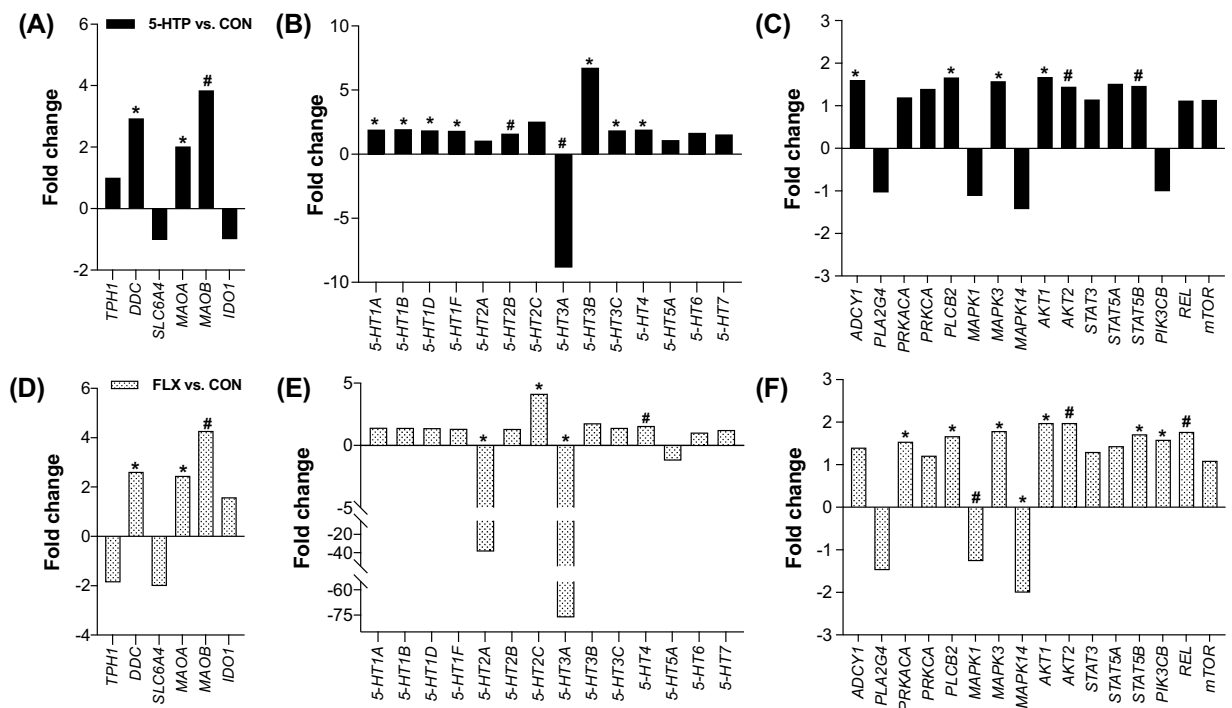 (A)
5-HTP vs. CON
Fold change
6
4
2
0
-2
*
*
#
TPH1
DDC
SLC6A4
MAOA
MAOB
IDO1
(B)
Fold change
10
5
0
-5
-10
*
*
*
*
#
#
*
*
*
5-HT1A
5-HT1B
5-HT1D
5-HT1F
5-HT2A
5-HT2B
5-HT2C
5-HT3A
5-HT3B
5-HT3C
5-HT4
5-HT5A
5-HT6
5-HT7
(C)
Fold change
3
2
1
0
-1
-2
-3
*
*
*
*
#
#
ADCY1
PLA2G4
PRKACA
PRKCA
PLCB2
MAPK1
MAPK3
MAPK14
AKT1
AKT2
STAT3
STAT5A
STAT5B
PIK3CB
REL
mTOR
(D)
FLX vs. CON
Fold change
6
4
2
0
-2
-4
*
*
#
TPH1
DDC
SLC6A4
MAOA
MAOB
IDO1
(E)
Fold change
5
0
-5
-20
-40
-60
-75
*
*
*
#
5-HT1A
5-HT1B
5-HT1D
5-HT1F
5-HT2A
5-HT2B
5-HT2C
5-HT3A
5-HT3B
5-HT3C
5-HT4
5-HT5A
5-HT6
5-HT7
(F)
Fold change
3
2
1
0
-1
-2
-3
*
*
#
*
*
*
#
*
*
#
ADCY1
PLA2G4
PRKACA
PRKCA
PLCB2
MAPK1
MAPK3
MAPK14
AKT1
AKT2
STAT3
STAT5A
STAT5B
PIK3CB
REL
mTOR